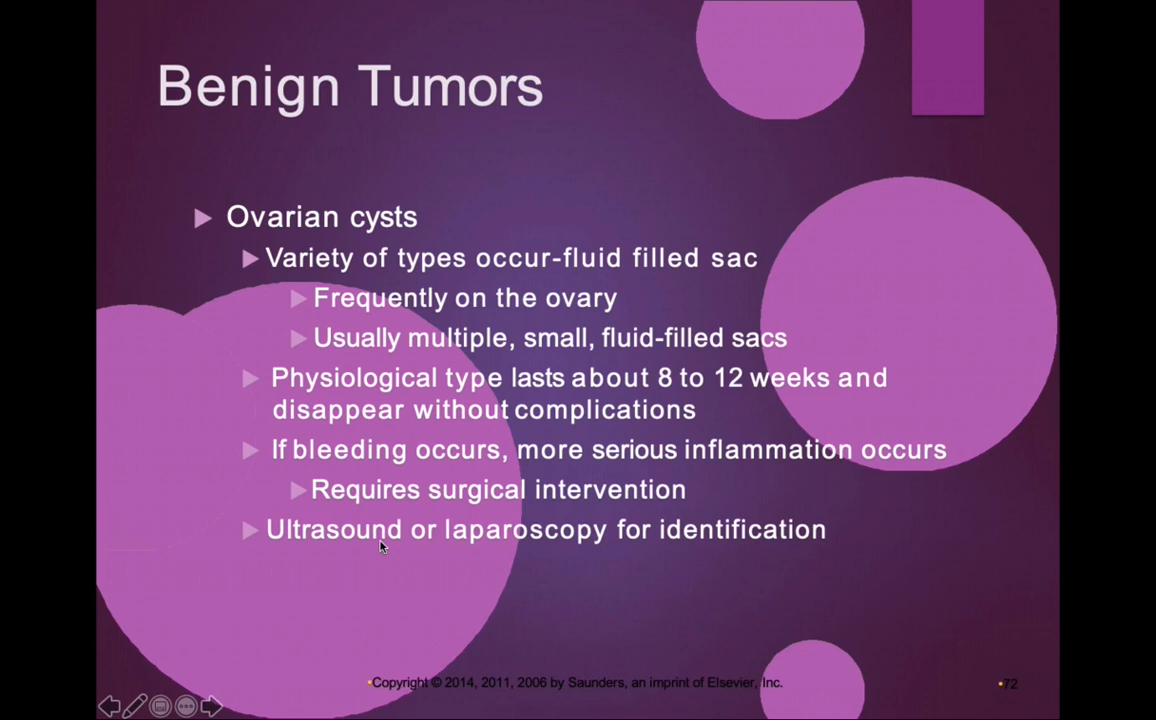 Benign Tumors
Ovarian cysts
Variety of types occur-fluid filled sac
Frequently on the ovary
Usually multiple, small, fluid-filled sacs
Physiological type lasts about 8 to 12 weeks and
disappear without complications
If bleeding occurs, more serious inflammation occurs
Requires surgical intervention
Ultrasound or laparoscopy for identification
Copyright © 2014, 2011, 2006 by Saunders, an imprint of Elsevier, Inc.
72